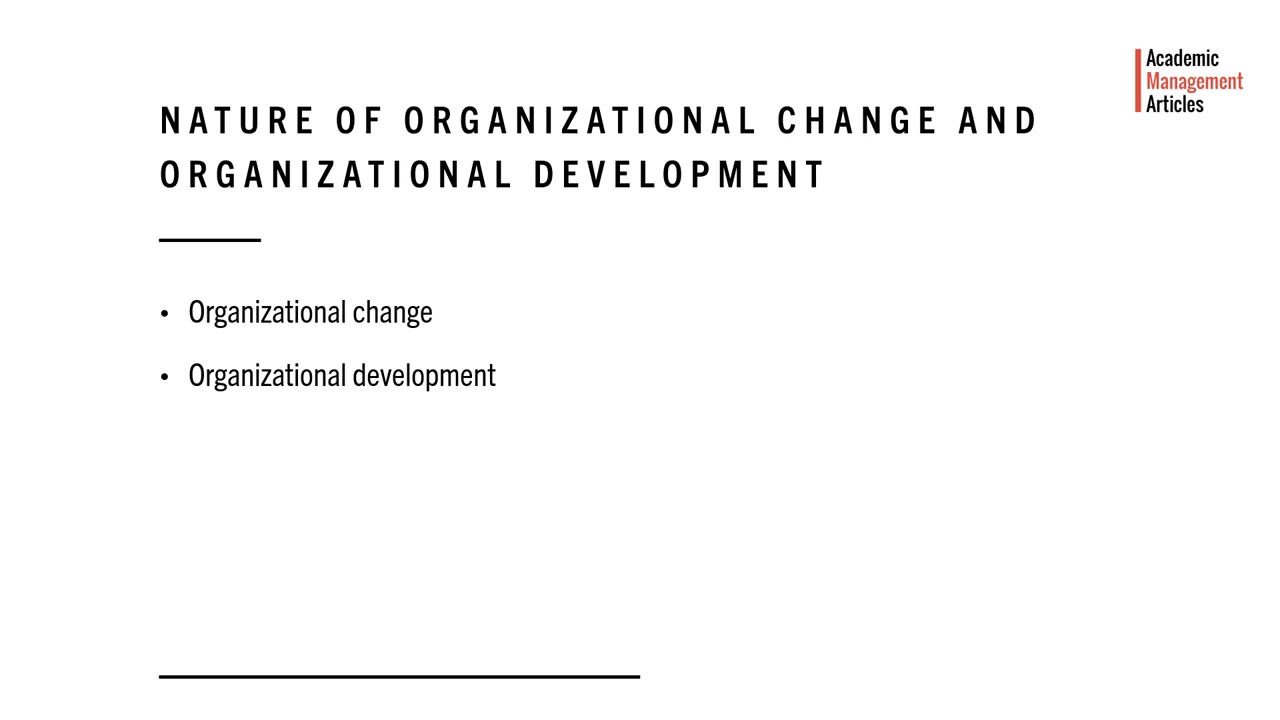 Academic
Management
Articles
NATURE OF ORGANIZATIONAL CHANGE AND
ORGANIZATIONAL DEVELOPMENT
• Organizational change
• Organizational development